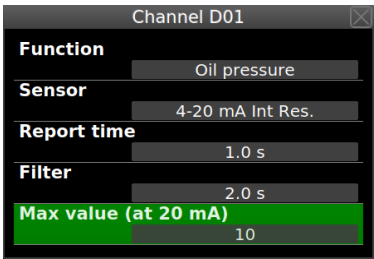 Channel D01
Function
Oil pressure
Sensor
4-20 mA Int Res.
Report time
1.0 s
Filter
2.0 s
Max value (at 20 mA)
10